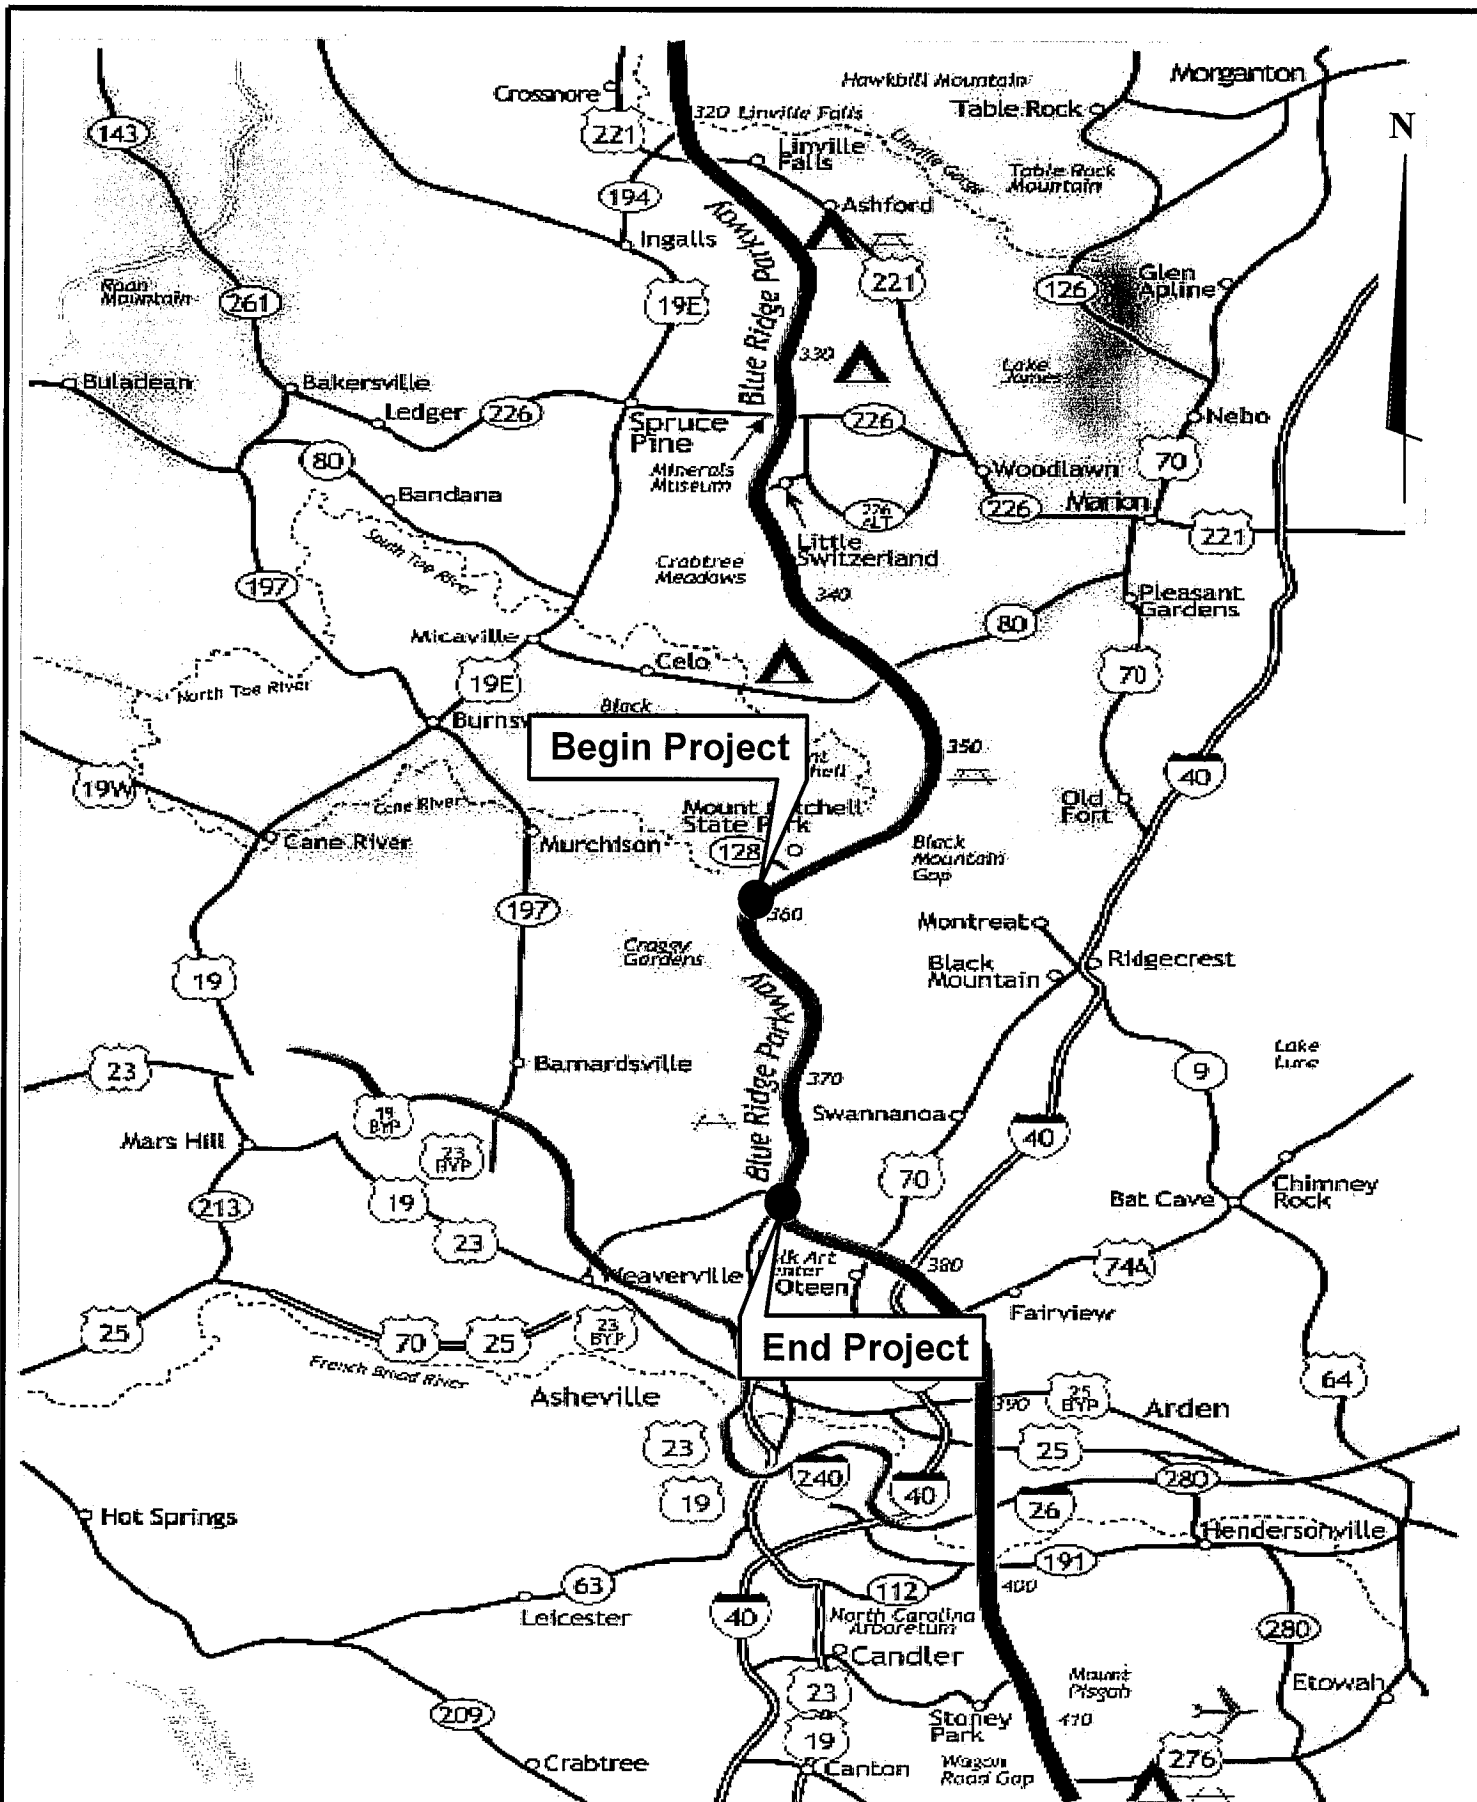 Crossnore
Hawkbill Mountain
Morganton
Table Rock
143
221
320
Linville Falls
N
Linville
Falls
Table Rock
Mountain
194
Blue Ridge Parkway
Ashford
Ingalls
Roan
Mountain
261
19E
221
126
Glen
Apline
330
Lake
James
Buladean
Bakersville
Ledger
226
Spruce
Pine
226
Nebo
80
Minerals
Museum
Woodlawn
70
Bandana
226
ALT
226
Marion
221
South Toe River
Little
Switzerland
Crabtree
Meadows
197
340
Pleasant
Gardens
80
Micaville
Celo
70
19E
North Toe River
Black
Burnsv
Begin Project
350
19W
40
Cane River
Mount
State Park
Old
Fort
Cane River
Murchison
128
Black
Mountain
Gap
197
360
Montreat
Craggy
Gardens
Black
Mountain
Ridgecrest
19
Blue Ridge Parkway
Lake
Lure
23
Barnardsville
370
9
19
BYP
Swannanoa
40
Mars Hill
23
BYP
70
Chimney
Rock
19
Bat Cave
213
23
74A
Weaverville
lk Art
enter
Oteen
380
Fairview
25
70
25
23
BYP
End Project
French Broad River
64
Asheville
390
25
BYP
Arden
23
25
240
280
19
40
26
Hot Springs
Hendersonville
191
63
112
400
Leicester
40
North Carolina
Arboretum
280
Candler
Mount
Pisgah
23
Etowah
209
Stoney
Park
410
19
276
Crabtree
Canton
Wagon
Road Gap